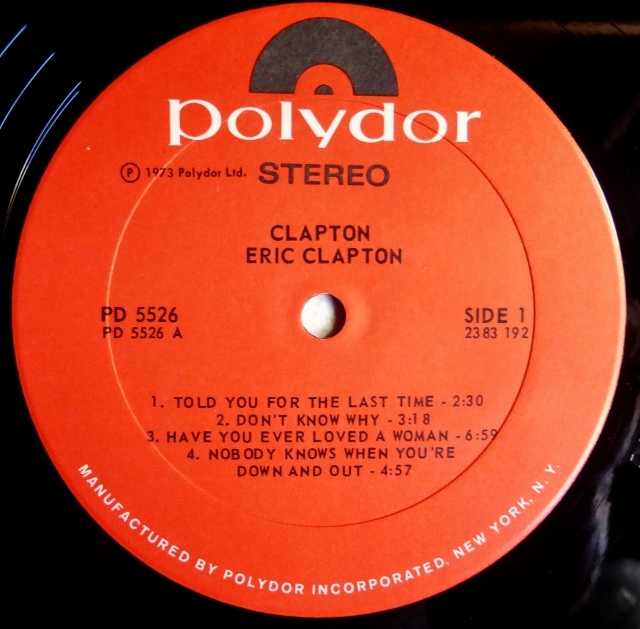 polydor
℗ 1973 Polydor Ltd. STEREO
CLAPTON
ERIC CLAPTON
PD 5526 SIDE 1
PD 5526 A 2383 192
1. TOLD YOU FOR THE LAST TIME - 2:30
2. DON'T KNOW WHY - 3:18
3. HAVE YOU EVER LOVED A WOMAN - 6:59
4. NOBODY KNOWS WHEN YOU'RE
DOWN AND OUT - 4:57
MANUFACTURED BY POLYDOR INCORPORATED, NEW YORK, N. Y.